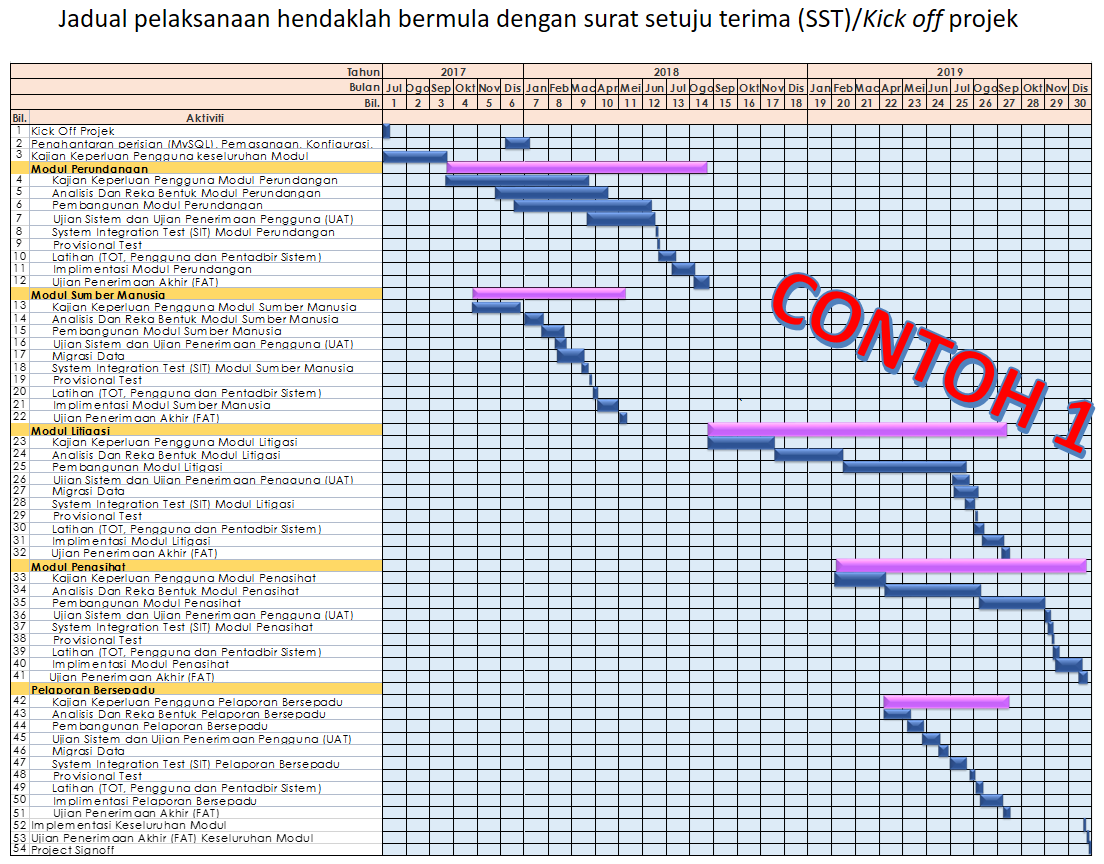 Jadual pelaksanaan hendaklah bermula dengan surat setuju terima (SST)/Kick off projek
Tahun 2017 2018 2019
Bulan Jul Ogo Sep Okt Nov Dis Jan Feb Mac Apr Mei Jun Jul Ogo Sep Okt Nov Dis Jan Feb Mac Apr Mei Jun Jul Ogo Sep Okt Nov Dis
Bil. 1 2 3 4 5 6 7 8 9 10 11 12 13 14 15 16 17 18 19 20 21 22 23 24 25 26 27 28 29 30
Bil. Aktiviti
1 Kick Off Projek
2 Penghantaran perisian (MySQL), Pemasangan, Konfigurasi,
3 Kajian Keperluan Pengguna keseluruhan Modul
Modul Perundangan
4 Kajian Keperluan Pengguna Modul Perundangan
5 Analisis Dan Reka Bentuk Modul Perundangan
6 Pembangunan Modul Perundangan
7 Ujian Sistem dan Ujian Penerimaan Pengguna (UAT)
8 System Integration Test (SIT) Modul Perundangan
9 Provisional Test
10 Latihan (TOT, Pengguna dan Pentadbir Sistem)
11 Implimentasi Modul Perundangan
12 Ujian Penerimaan Akhir (FAT)
Modul Sumber Manusia
13 Kajian Keperluan Pengguna Modul Sumber Manusia
14 Analisis Dan Reka Bentuk Modul Sumber Manusia
15 Pembangunan Modul Sumber Manusia
16 Ujian Sistem dan Ujian Penerimaan Pengguna (UAT)
17 Migrasi Data
18 System Integration Test (SIT) Modul Sumber Manusia
19 Provisional Test
20 Latihan (TOT, Pengguna dan Pentadbir Sistem)
21 Implimentasi Modul Sumber Manusia
22 Ujian Penerimaan Akhir (FAT)
CONTOH 1
Modul Litigasi
23 Kajian Keperluan Pengguna Modul Litigasi
24 Analisis Dan Reka Bentuk Modul Litigasi
25 Pembangunan Modul Litigasi
26 Ujian Sistem dan Ujian Penerimaan Pengguna (UAT)
27 Migrasi Data
28 System Integration Test (SIT) Modul Litigasi
29 Provisional Test
30 Latihan (TOT, Pengguna dan Pentadbir Sistem)
31 Implimentasi Modul Litigasi
32 Ujian Penerimaan Akhir (FAT)
Modul Penasihat
33 Kajian Keperluan Pengguna Modul Penasihat
34 Analisis Dan Reka Bentuk Modul Penasihat
35 Pembangunan Modul Penasihat
36 Ujian Sistem dan Ujian Penerimaan Pengguna (UAT)
37 System Integration Test (SIT) Modul Penasihat
38 Provisional Test
39 Latihan (TOT, Pengguna dan Pentadbir Sistem)
40 Implimentasi Modul Penasihat
41 Ujian Penerimaan Akhir (FAT)
Pelaporan Bersepadu
42 Kajian Keperluan Pengguna Pelaporan Bersepadu
43 Analisis Dan Reka Bentuk Pelaporan Bersepadu
44 Pembangunan Pelaporan Bersepadu
45 Ujian Sistem dan Ujian Penerimaan Pengguna (UAT)
46 Migrasi Data
47 System Integration Test (SIT) Pelaporan Bersepadu
48 Provisional Test
49 Latihan (TOT, Pengguna dan Pentadbir Sistem)
50 Implimentasi Pelaporan Bersepadu
51 Ujian Penerimaan Akhir (FAT)
52 Implementasi Keseluruhan Modul
53 Ujian Penerimaan Akhir (FAT) Keseluruhan Modul
54 Project Signoff